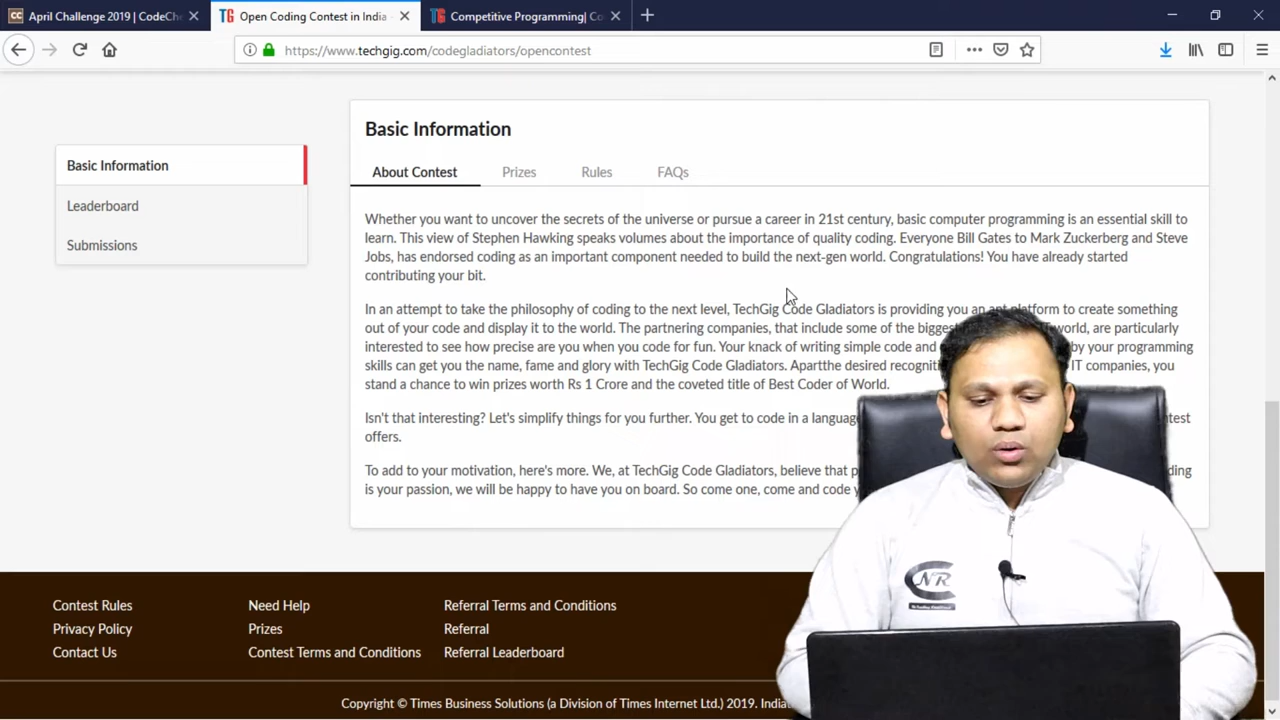 April Challenge 2019 | CodeChe
Open Coding Contest in India -
Competitive Programming| Co
https://www.techgig.com/codegladiators/opencontest
Basic Information
Basic Information
Leaderboard
Submissions
About Contest Prizes Rules FAQs
Whether you want to uncover the secrets of the universe or pursue a career in 21st century, basic computer programming is an essential skill to
learn. This view of Stephen Hawking speaks volumes about the importance of quality coding. Everyone Bill Gates to Mark Zuckerberg and Steve
Jobs, has endorsed coding as an important component needed to build the next-gen world. Congratulations! You have already started
contributing your bit.
In an attempt to take the philosophy of coding to the next level, TechGig Code Gladiators is providing you an apt platform to create something
out of your code and display it to the world. The partnering companies, that include some of the biggest world, are particularly
interested to see how precise are you when you code for fun. Your knack of writing simple code and by your programming
skills can get you the name, fame and glory with TechGig Code Gladiators. Apartthe desired recogniti IT companies, you
stand a chance to win prizes worth Rs 1 Crore and the coveted title of Best Coder of World.
Isn't that interesting? Let's simplify things for you further. You get to code in a language ntest
offers.
To add to your motivation, here's more. We, at TechGig Code Gladiators, believe that p ding
is your passion, we will be happy to have you on board. So come one, come and code y
Contest Rules
Privacy Policy
Contact Us
Need Help
Prizes
Contest Terms and Conditions
Referral Terms and Conditions
Referral
Referral Leaderboard
Copyright © Times Business Solutions (a Division of Times Internet Ltd.) 2019. India
NR